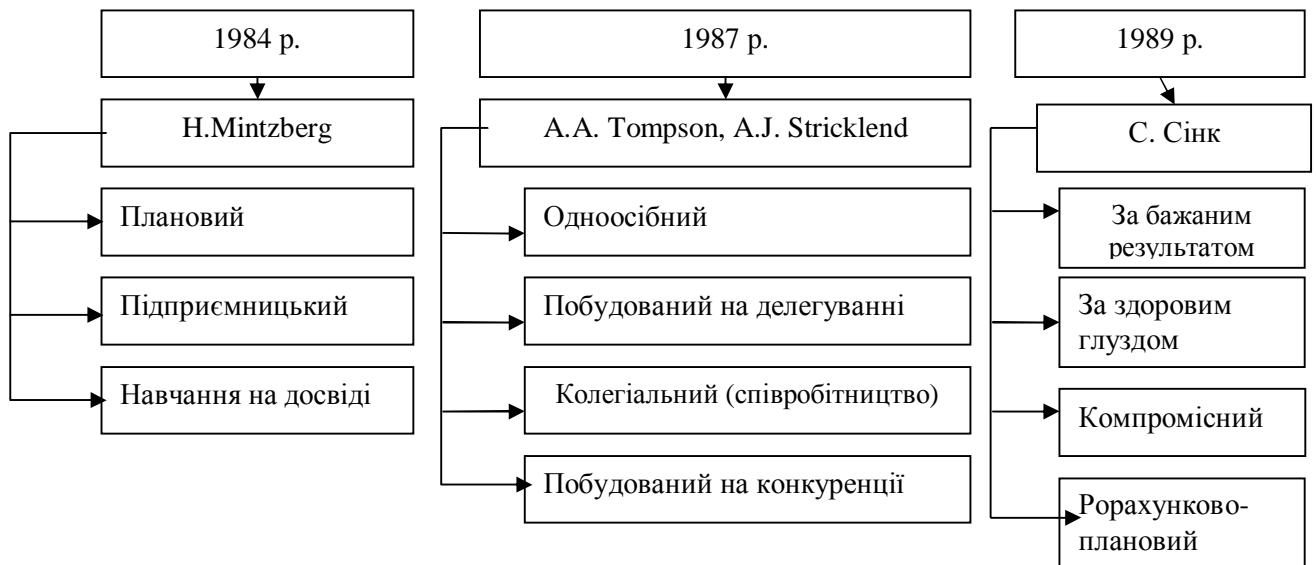 1984 р.
H.Mintzberg
Плановий
Підприємницький
Навчання на досвіді
1987 р.
A.A. Tompson, A.J. Stricklend
Одноосібний
Побудований на делегуванні
Колегіальний (співробітництво)
Побудований на конкуренції
1989 р.
С. Сінк
За бажаним
результатом
За здоровим
глуздом
Компромісний
Рорахунково-
плановий